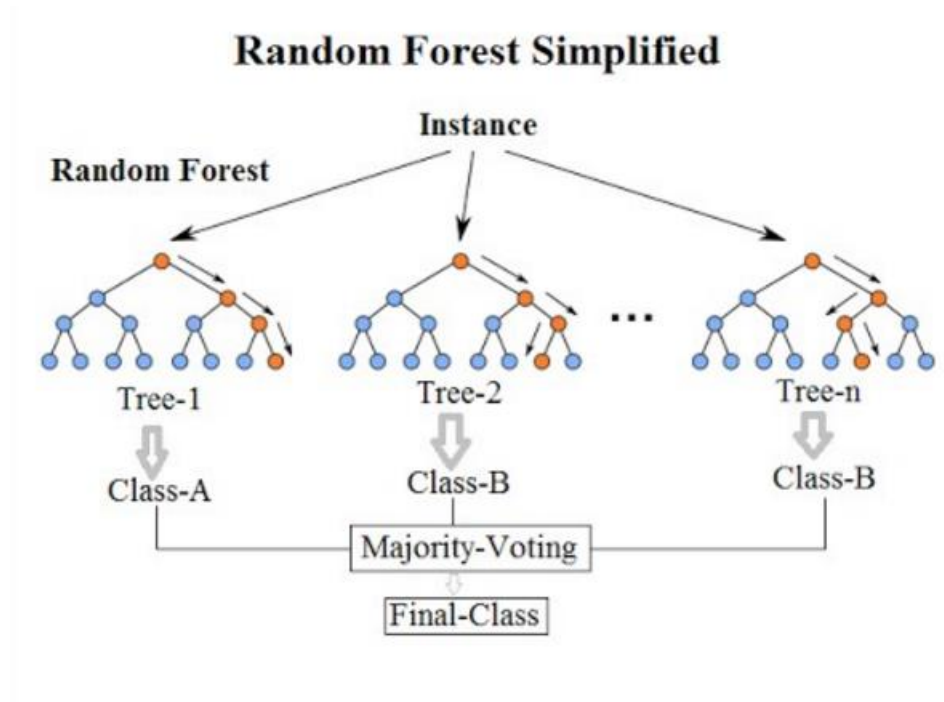 Random Forest Simplified
Instance
Random Forest
...
Tree-1
Tree-2
Tree-n
Class-A
Class-B
Class-B
Majority-Voting
Final-Class